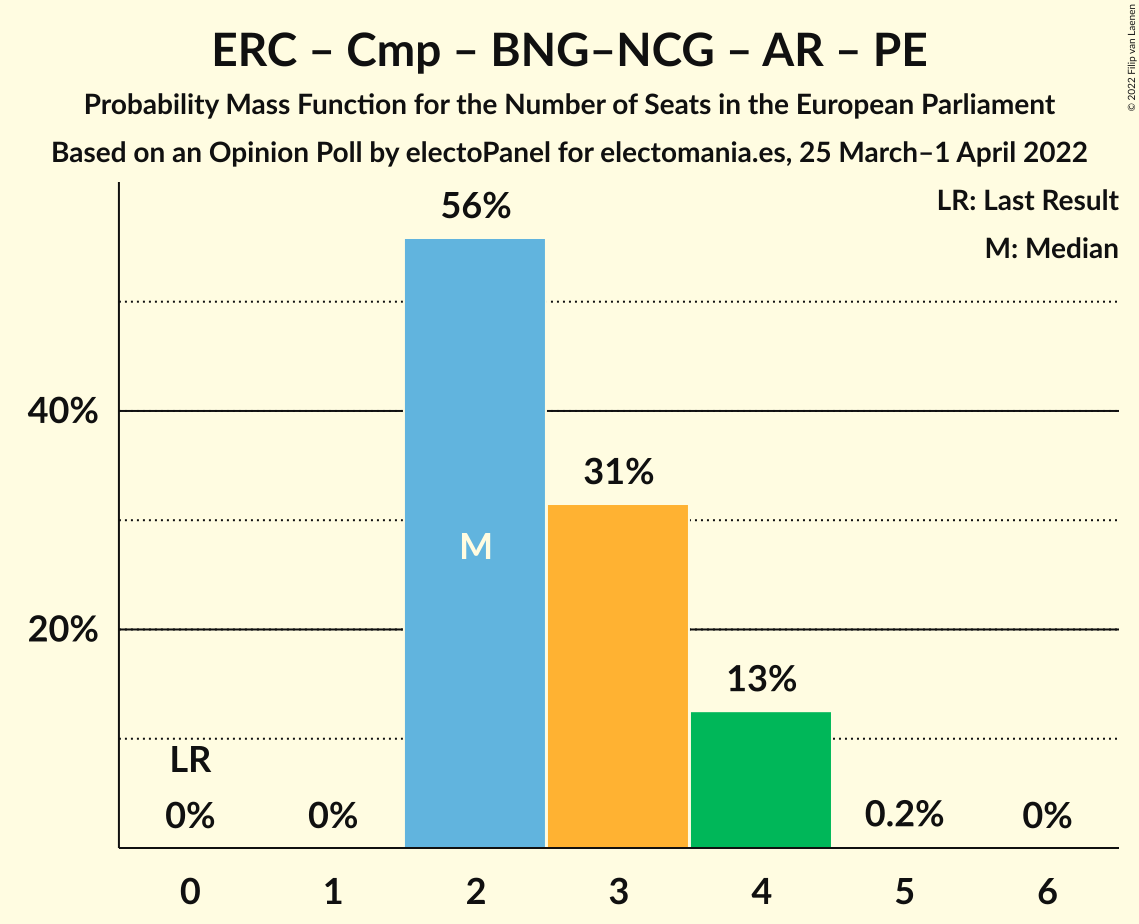 ERC – Cmp – BNG–NCG – AR – PE
Probability Mass Function for the Number of Seats in the European Parliament
Based on an Opinion Poll by electoPanel for electomania.es, 25 March–1 April 2022
© 2022 Filip van Laenen
LR: Last Result
M: Median
56%
40%
31%
M
20%
13%
LR
0%
0%
0.2%
0%
0
1
2
3
4
5
6